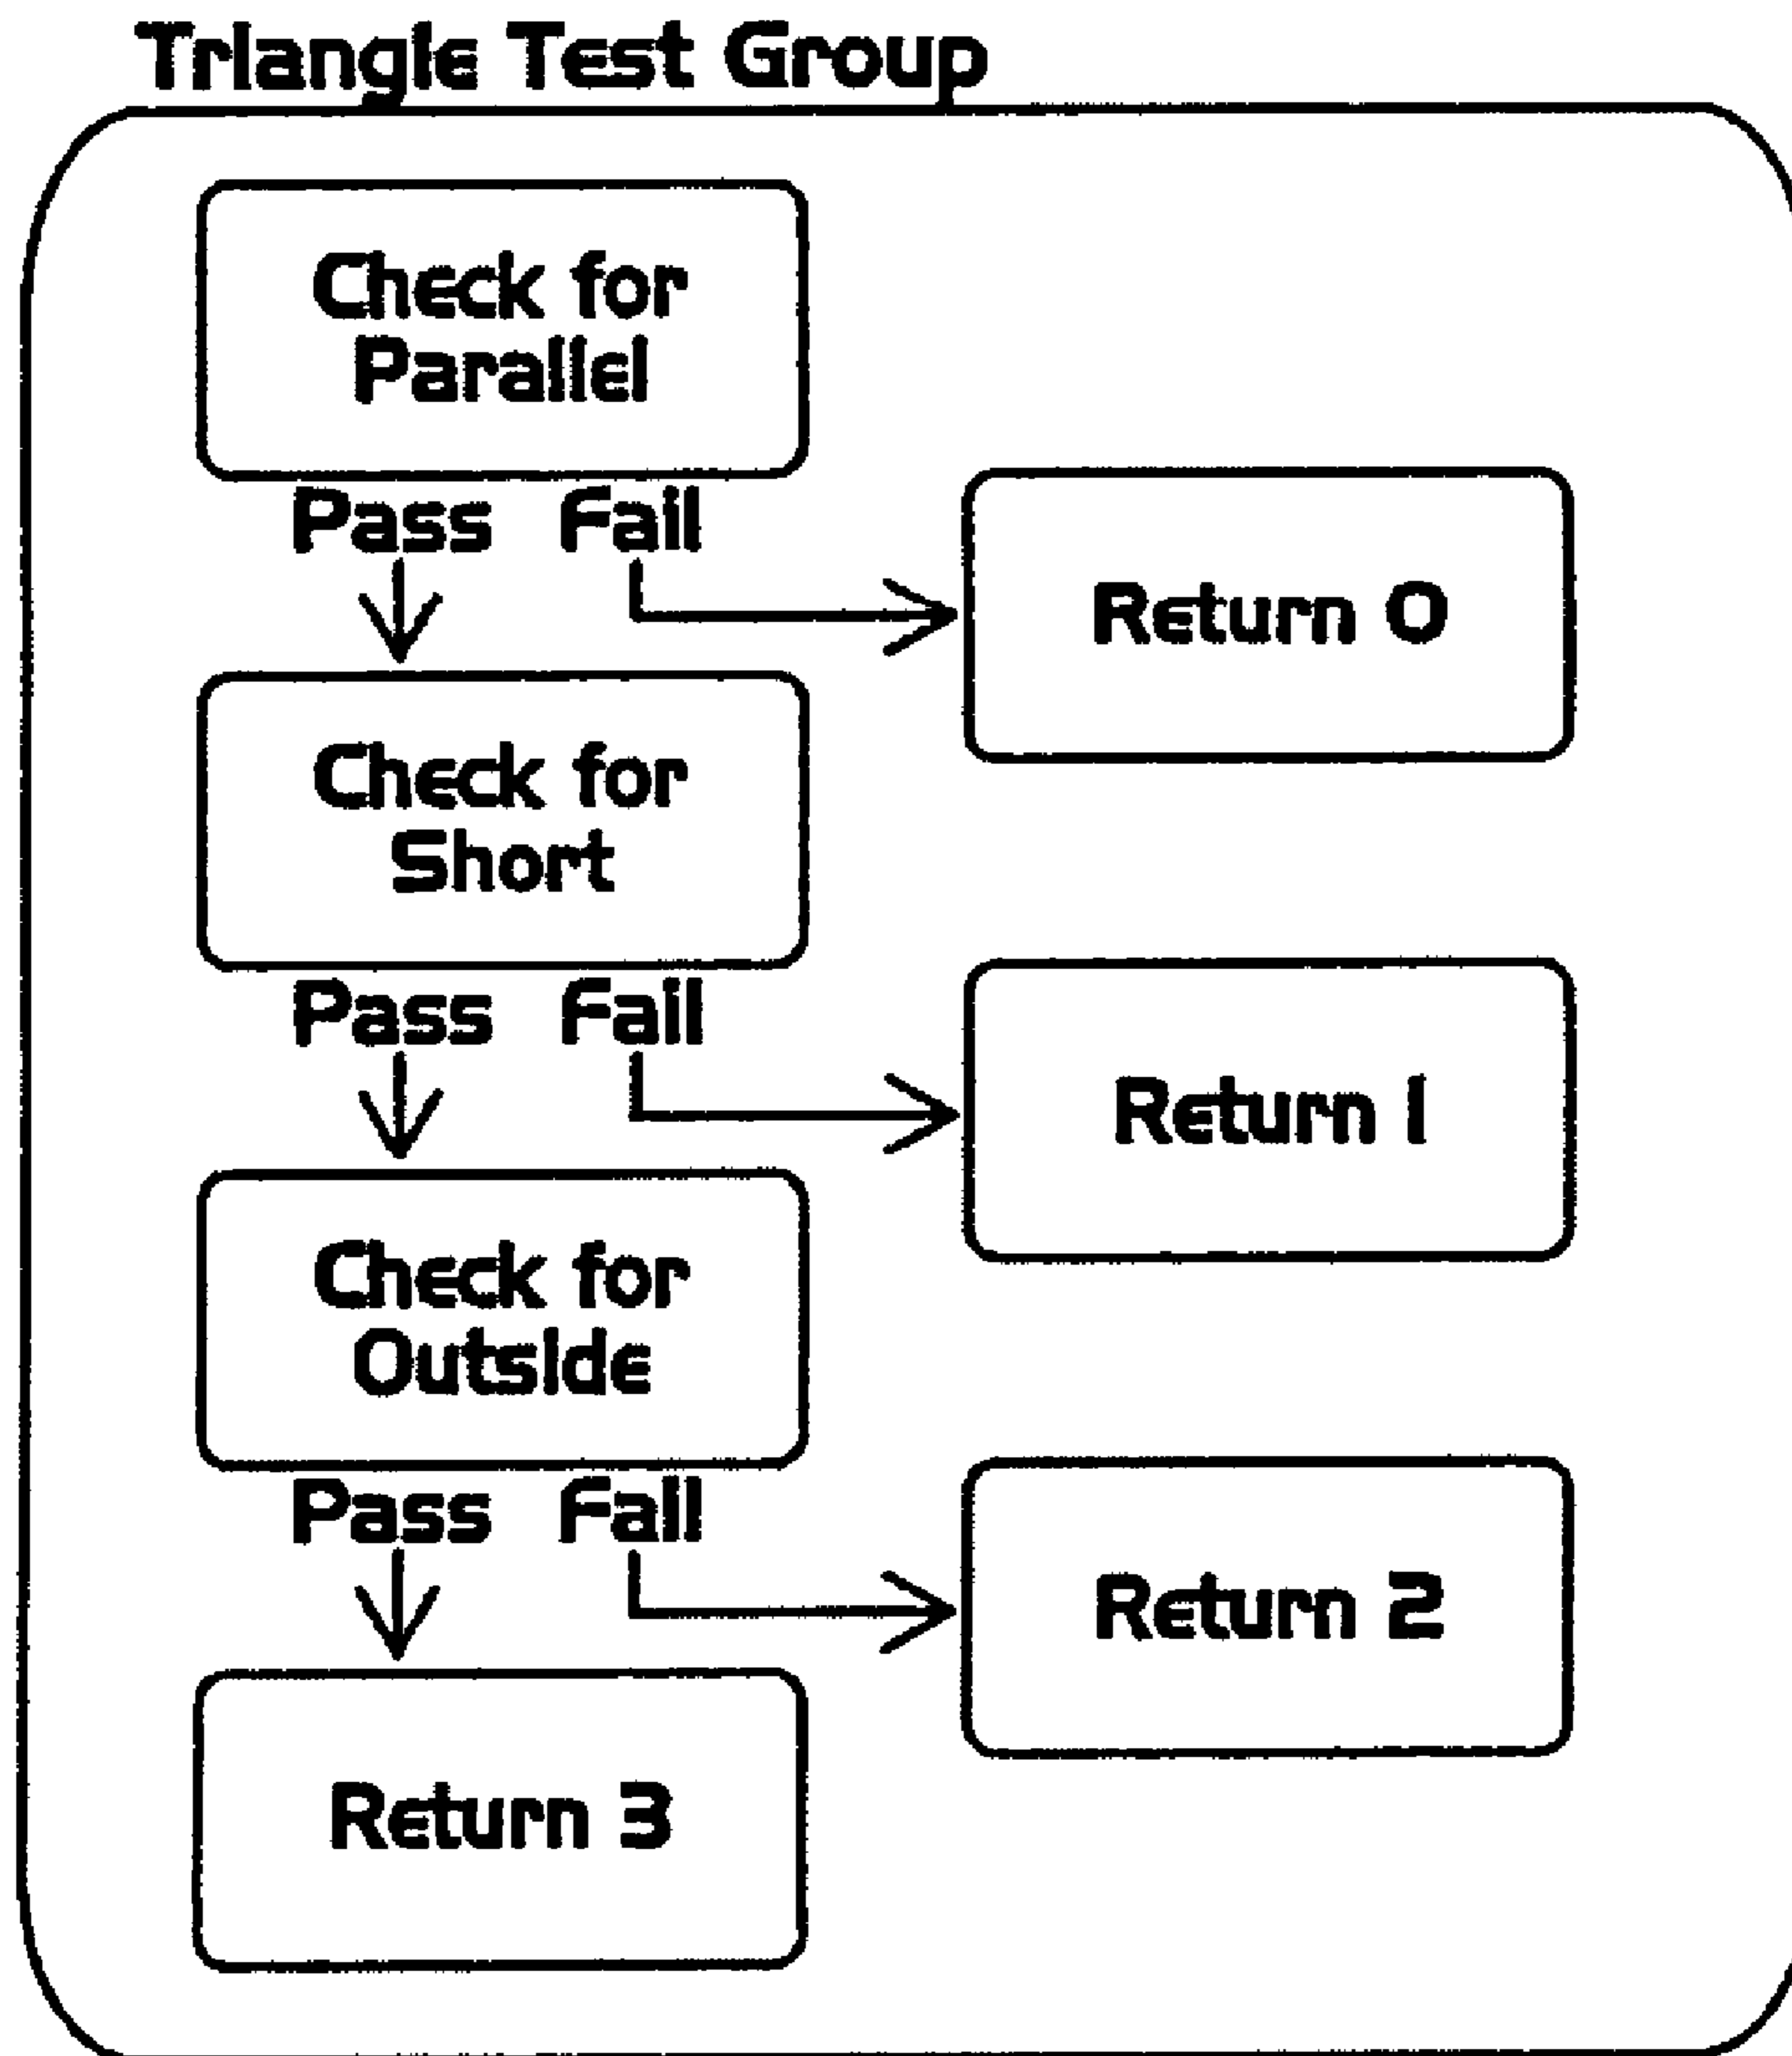 Triangle Test Group
Check for
Parallel
Pass Fail
Return 0
Check for
Short
Pass Fail
Return 1
Check for
Outside
Pass Fail
Return 2
Return 3